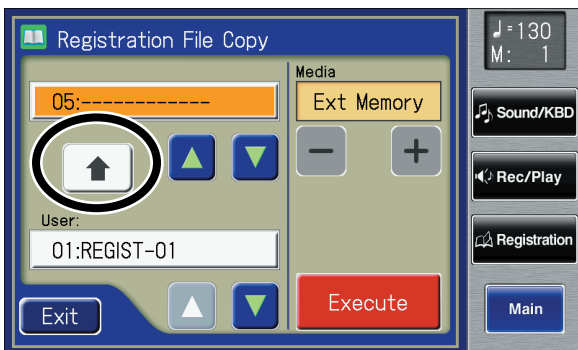 Registration File Copy
♩=130
M: 1
Media
05:------------
Ext Memory
Sound/KBD
Rec/Play
User:
01:REGIST-01
Registration
Exit
Execute
Main